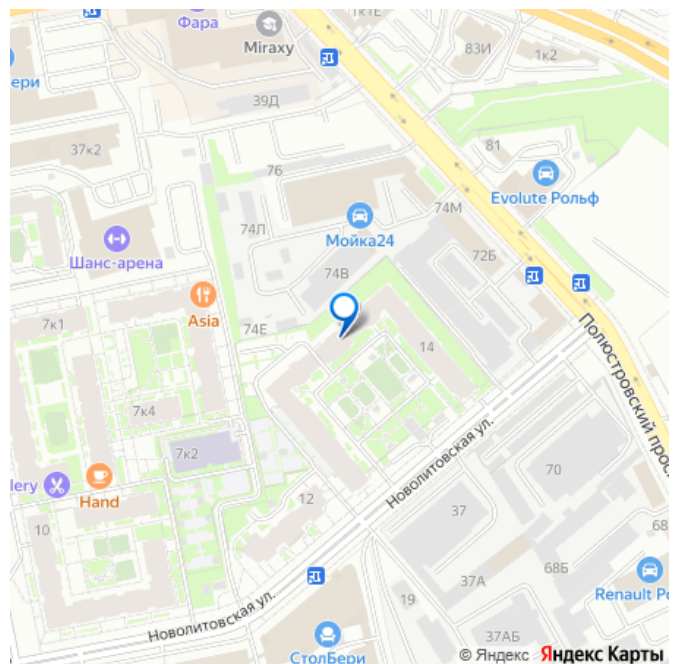 Фара
1к1Е
Miraxy
83И
1к2
ери
39Д
37к2
76
81
Evolute Рольф
74М
74Л
Мойка24
72Б
Шанс-арена
74В
Asia
7к1
74Е
14
Полюстровский прос
7к4
7к2
Новолитовская ул.
lery
Hand
70
12
37
10
68
68Б
37А
Renault Ро
19
Новолитовская ул.
37АБ
СтолБери
© Яндекс Яндекс Карты